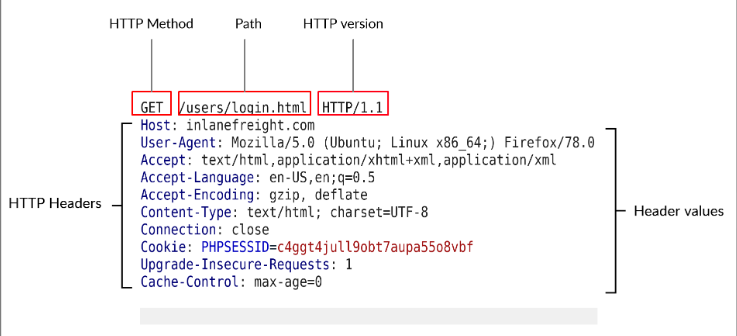 HTTP Method Path HTTP version
GET /users/login.html HTTP/1.1
Host: inlanefreight.com
User-Agent: Mozilla/5.0 (Ubuntu; Linux x86_64;) Firefox/78.0
Accept: text/html,application/xhtml+xml,application/xml
Accept-Language: en-US,en;q=0.5
Accept-Encoding: gzip, deflate
HTTP Headers
Content-Type: text/html; charset=UTF-8
Header values
Connection: close
Cookie: PHPSESSID=c4ggt4jull9obt7aupa55o8vbf
Upgrade-Insecure-Requests: 1
Cache-Control: max-age=0